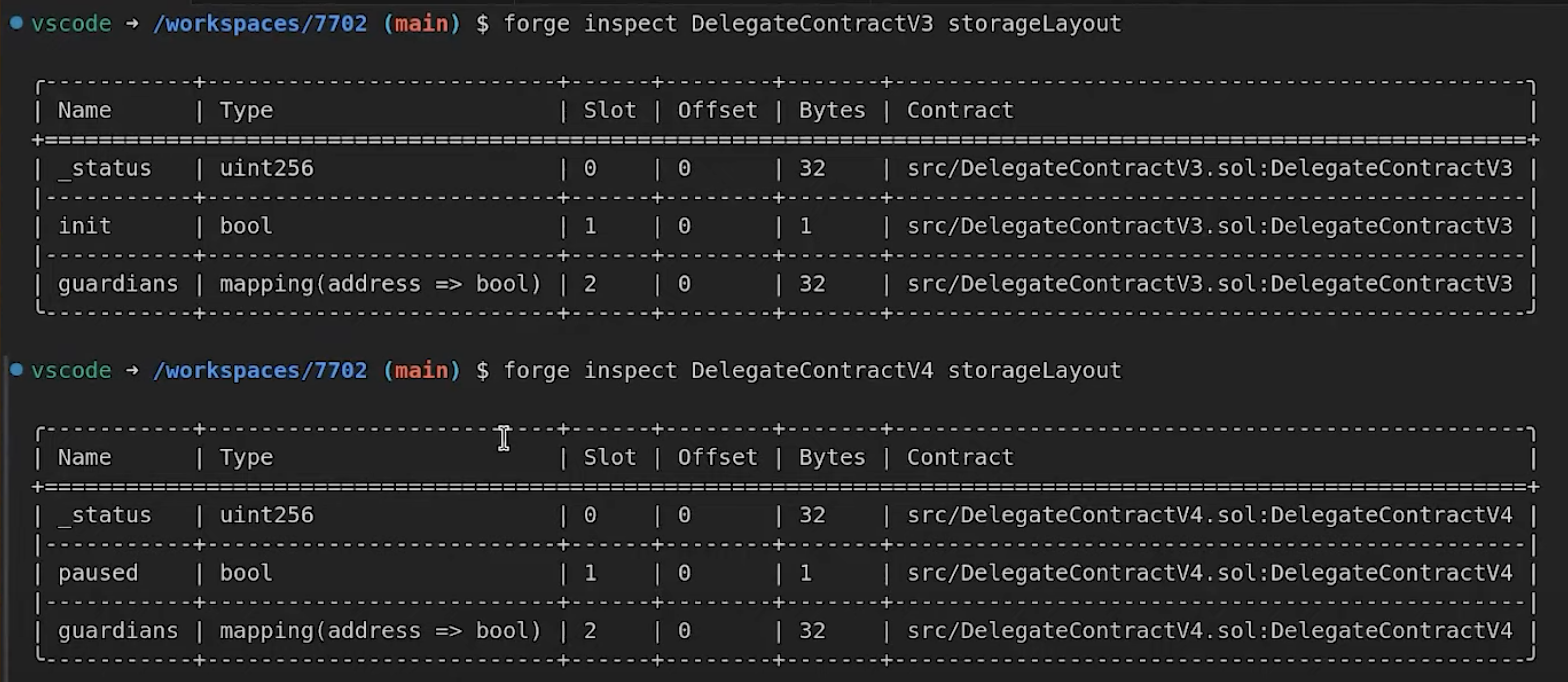 vscode → /workspaces/7702 (main) $ forge inspect DelegateContractV3 storageLayout
| Name | Type | Slot | Offset | Bytes | Contract |
| _status | uint256 | 0 | 0 | 32 | src/DelegateContractV3.sol:DelegateContractV3 |
| init | bool | 1 | 0 | 1 | src/DelegateContractV3.sol:DelegateContractV3 |
| guardians | mapping(address => bool) | 2 | 0 | 32 | src/DelegateContractV3.sol:DelegateContractV3 |
vscode → /workspaces/7702 (main) $ forge inspect DelegateContractV4 storageLayout
| Name | Type | Slot | Offset | Bytes | Contract |
| _status | uint256 | 0 | 0 | 32 | src/DelegateContractV4.sol:DelegateContractV4 |
| paused | bool | 1 | 0 | 1 | src/DelegateContractV4.sol:DelegateContractV4 |
| guardians | mapping(address => bool) | 2 | 0 | 32 | src/DelegateContractV4.sol:DelegateContractV4 |